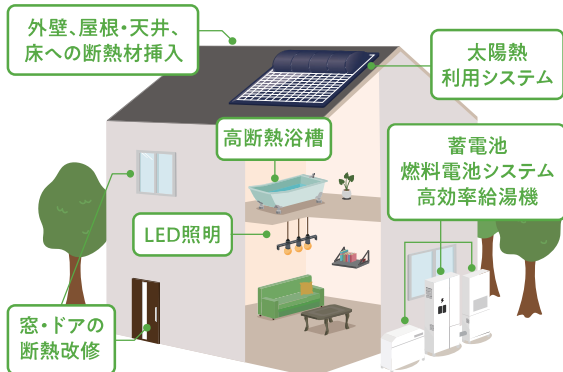 外壁、屋根・天井、
床への断熱材挿入
太陽熱
利用システム
高断熱浴槽
蓄電池
燃料電池システム
高効率給湯機
LED照明
窓・ドアの
断熱改修